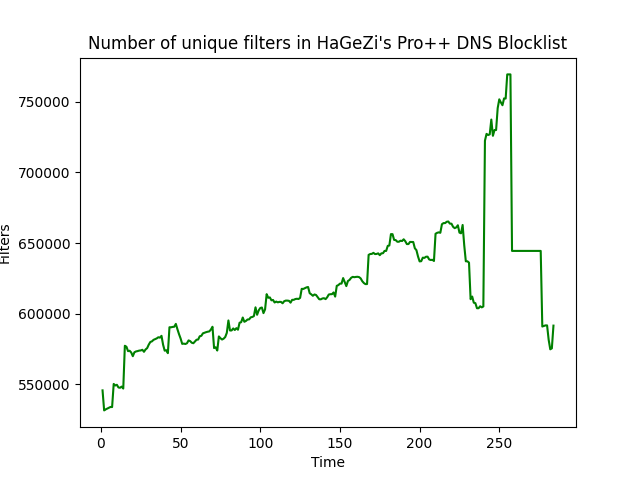 Number of unique filters in HaGeZi's Pro++ DNS Blocklist
750000
700000
650000
600000
550000
Filters
0 50 100 150 200 250
Time